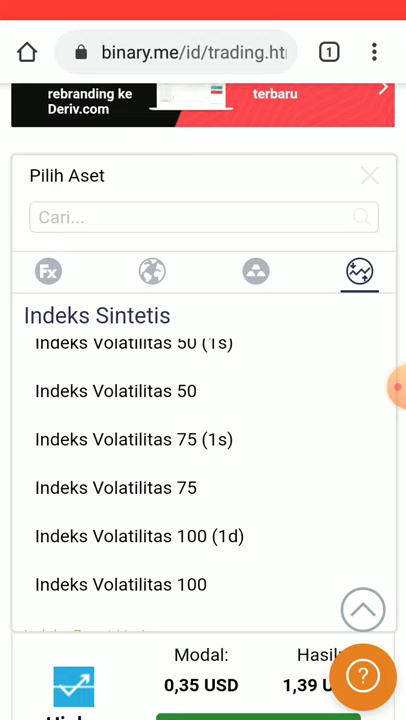 binary.me/id/trading.ht
1
rebranding ke
Deriv.com
terbaru
Pilih Aset
Cari...
Fx
Indeks Sintetis
Indeks Volatilitas 50 (1s)
Indeks Volatilitas 50
Indeks Volatilitas 75 (1s)
Indeks Volatilitas 75
Indeks Volatilitas 100 (1d)
Indeks Volatilitas 100
Modal:
Hasil:
0,35 USD
1,39 U
?